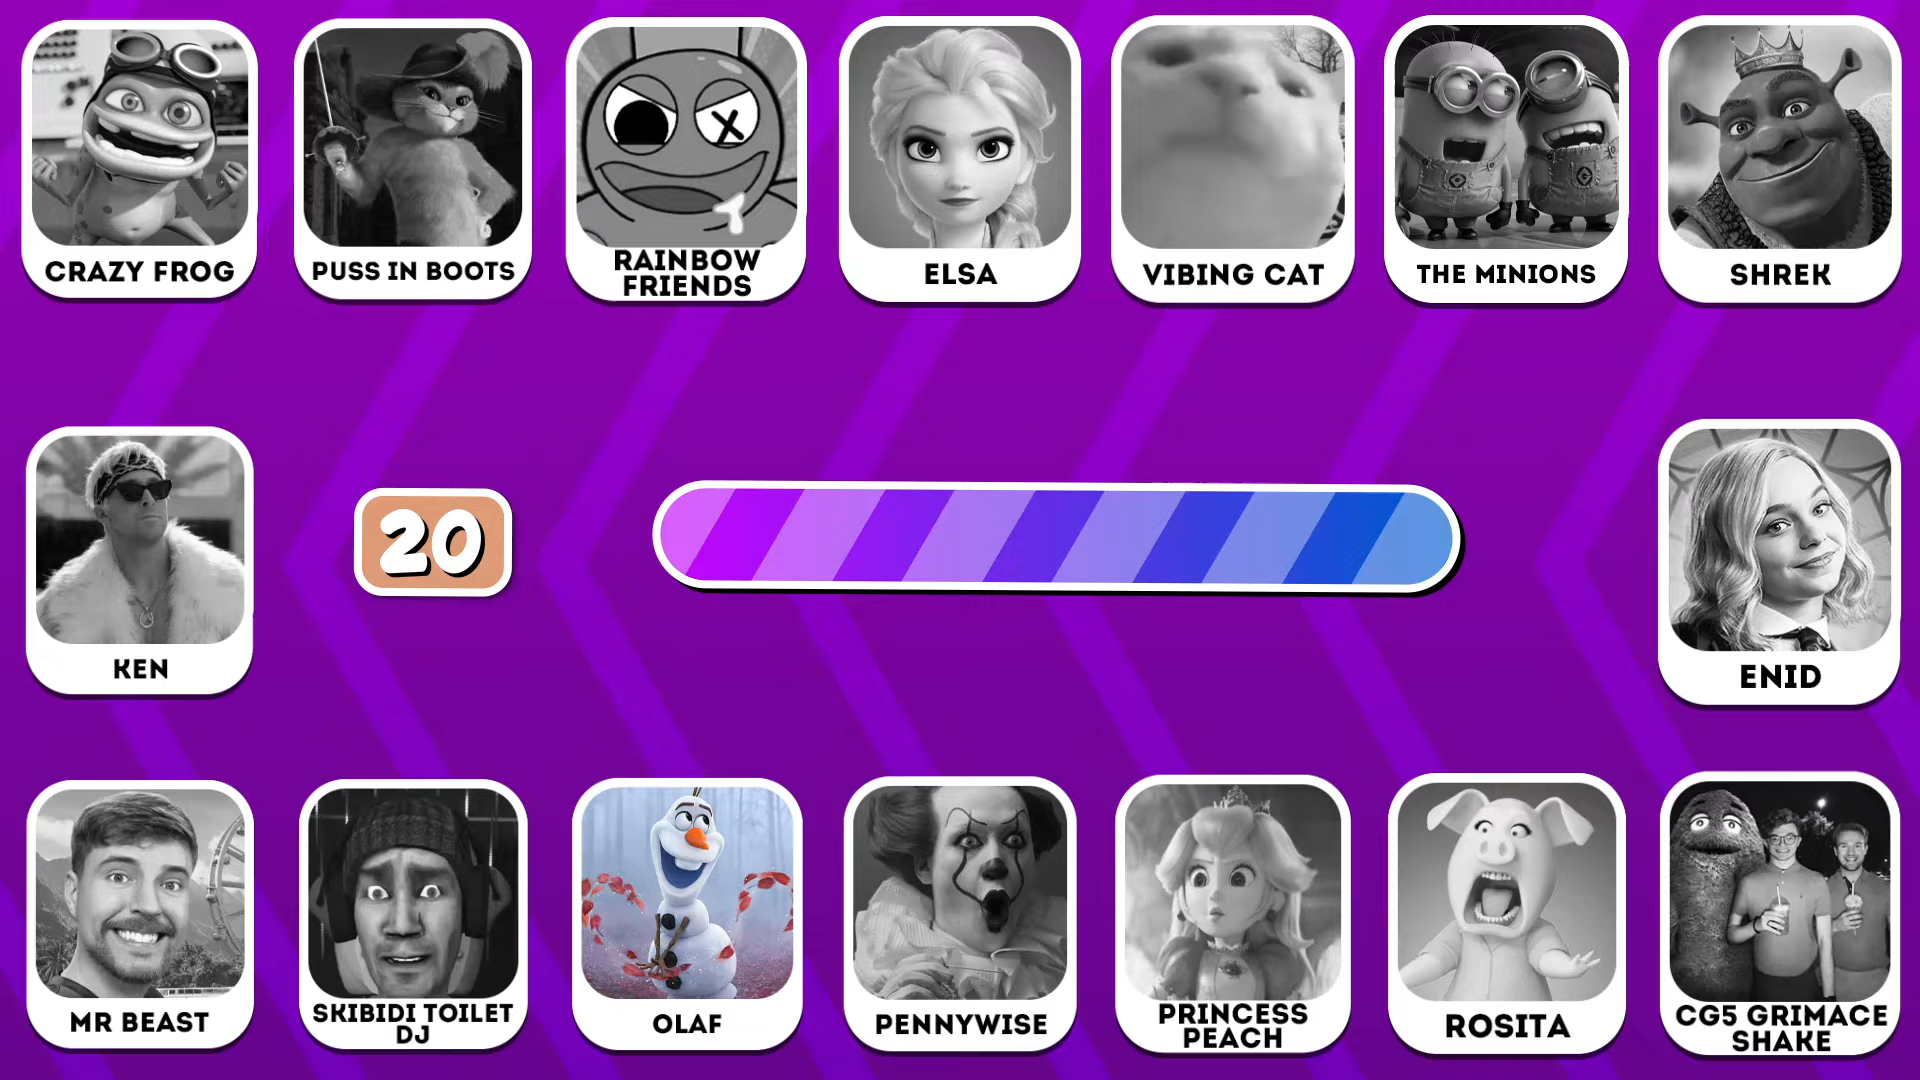 CRAZY FROG
PUSS IN BOOTS
RAINBOW
FRIENDS
ELSA
VIBING CAT
THE MINIONS
SHREK
KEN
20
ENID
MR BEAST
SKIBIDI TOILET
DJ
OLAF
PENNYWISE
PRINCESS
PEACH
ROSITA
CG5 GRIMACE
SHAKE